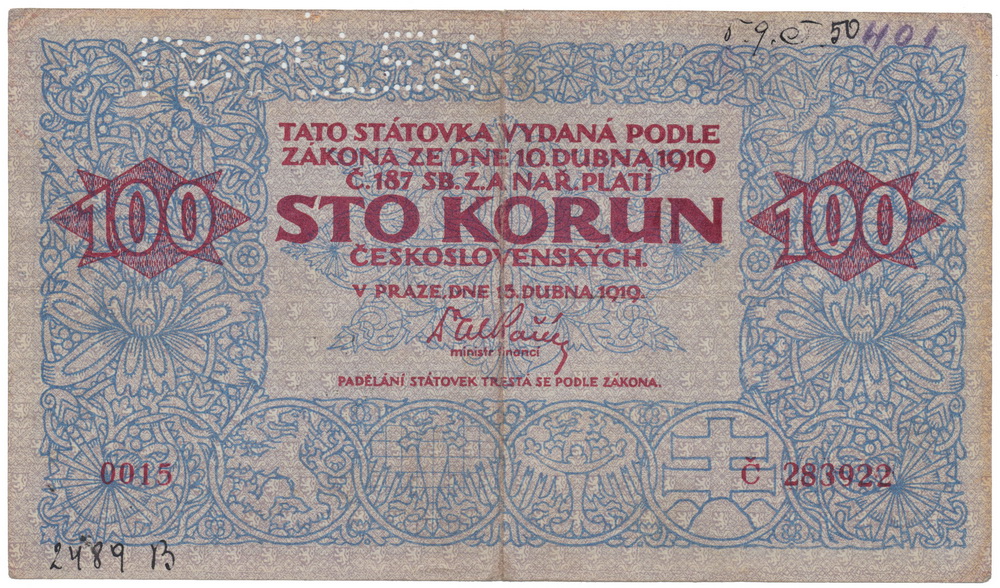 401
TATO STÁTOVKA VYDANÁ PODLE
ZÁKONA ZE DNE 10. DUBNA 1919
Č. 187 SB. Z. A NAŘ. PLATÍ
100 STO KORUN 100
ČESKOSLOVENSKÝCH.
V PRAZE, DNE 15. DUBNA 1919.
ministr financí
PADĚLÁNÍ STÁTOVEK TRESTÁ SE PODLE ZÁKONA.
0015 Č 283922
2489 B